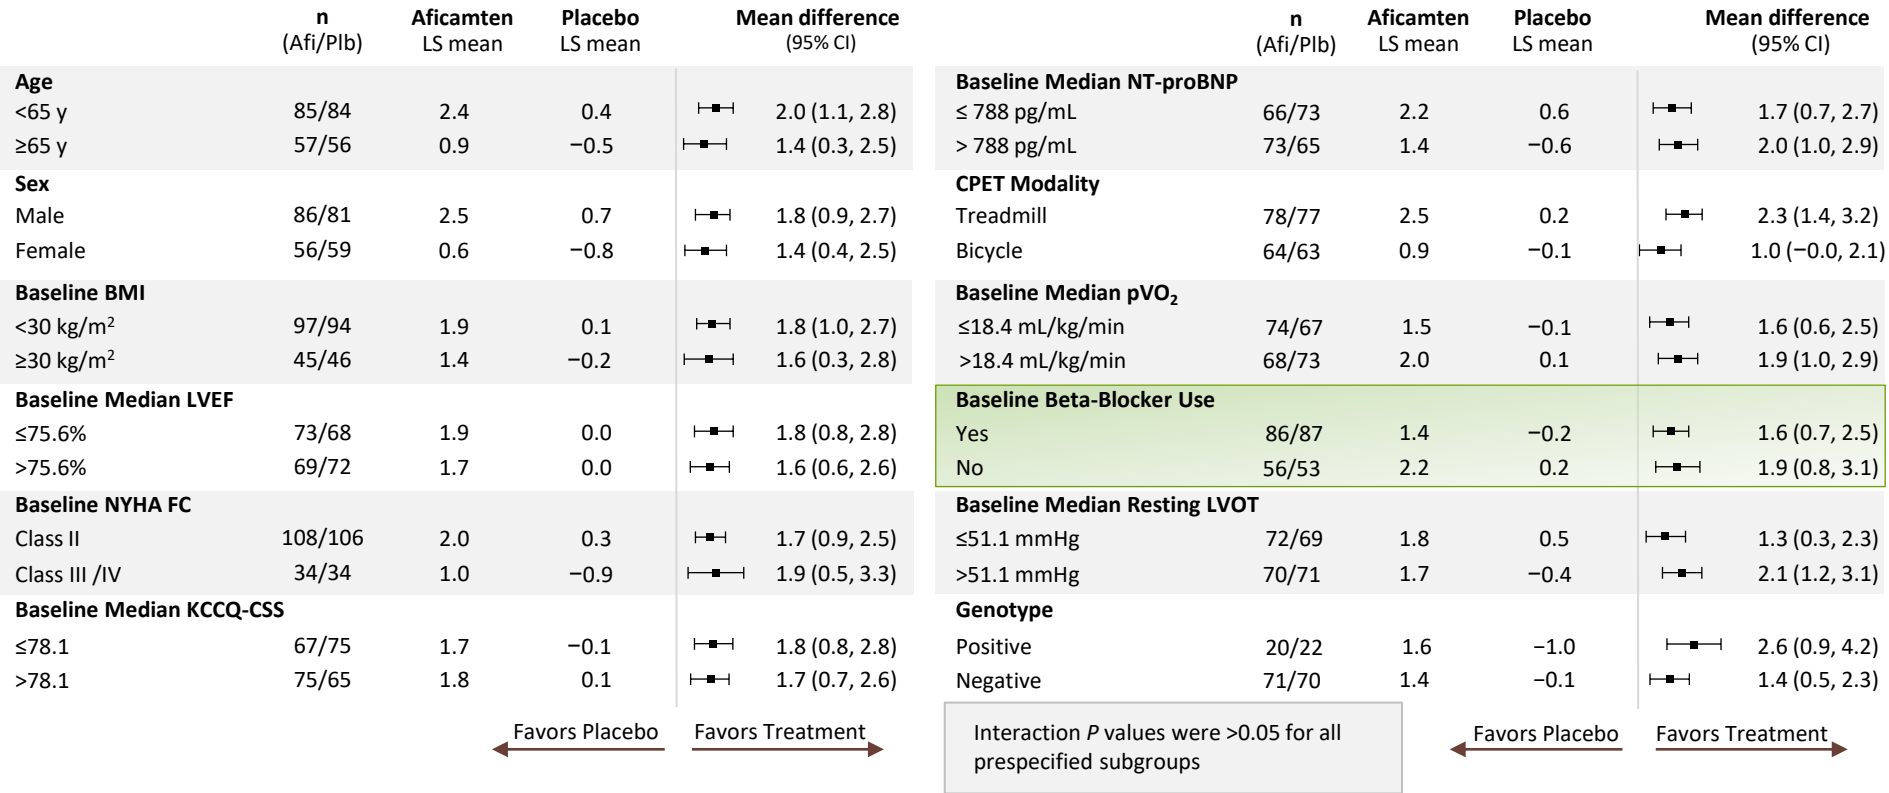 n Aficamten Placebo Mean difference
(Afi/Plb) LS mean LS mean (95% CI)
Age
<65 y 85/84 2.4 0.4 2.0 (1.1, 2.8)
≥65 y 57/56 0.9 −0.5 1.4 (0.3, 2.5)
Sex
Male 86/81 2.5 0.7 1.8 (0.9, 2.7)
Female 56/59 0.6 −0.8 1.4 (0.4, 2.5)
Baseline BMI
<30 kg/m² 97/94 1.9 0.1 1.8 (1.0, 2.7)
≥30 kg/m² 45/46 1.4 −0.2 1.6 (0.3, 2.8)
Baseline Median LVEF
≤75.6% 73/68 1.9 0.0 1.8 (0.8, 2.8)
>75.6% 69/72 1.7 0.0 1.6 (0.6, 2.6)
Baseline NYHA FC
Class II 108/106 2.0 0.3 1.7 (0.9, 2.5)
Class III /IV 34/34 1.0 −0.9 1.9 (0.5, 3.3)
Baseline Median KCCQ-CSS
≤78.1 67/75 1.7 −0.1 1.8 (0.8, 2.8)
>78.1 75/65 1.8 0.1 1.7 (0.7, 2.6)
Favors Placebo Favors Treatment
n Aficamten Placebo Mean difference
(Afi/Plb) LS mean LS mean (95% CI)
Baseline Median NT-proBNP
≤ 788 pg/mL 66/73 2.2 0.6 1.7 (0.7, 2.7)
> 788 pg/mL 73/65 1.4 −0.6 2.0 (1.0, 2.9)
CPET Modality
Treadmill 78/77 2.5 0.2 2.3 (1.4, 3.2)
Bicycle 64/63 0.9 −0.1 1.0 (−0.0, 2.1)
Baseline Median pVO₂
≤18.4 mL/kg/min 74/67 1.5 −0.1 1.6 (0.6, 2.5)
>18.4 mL/kg/min 68/73 2.0 0.1 1.9 (1.0, 2.9)
Baseline Beta-Blocker Use
Yes 86/87 1.4 −0.2 1.6 (0.7, 2.5)
No 56/53 2.2 0.2 1.9 (0.8, 3.1)
Baseline Median Resting LVOT
≤51.1 mmHg 72/69 1.8 0.5 1.3 (0.3, 2.3)
>51.1 mmHg 70/71 1.7 −0.4 2.1 (1.2, 3.1)
Genotype
Positive 20/22 1.6 −1.0 2.6 (0.9, 4.2)
Negative 71/70 1.4 −0.1 1.4 (0.5, 2.3)
Favors Placebo Favors Treatment
Interaction P values were >0.05 for all
prespecified subgroups